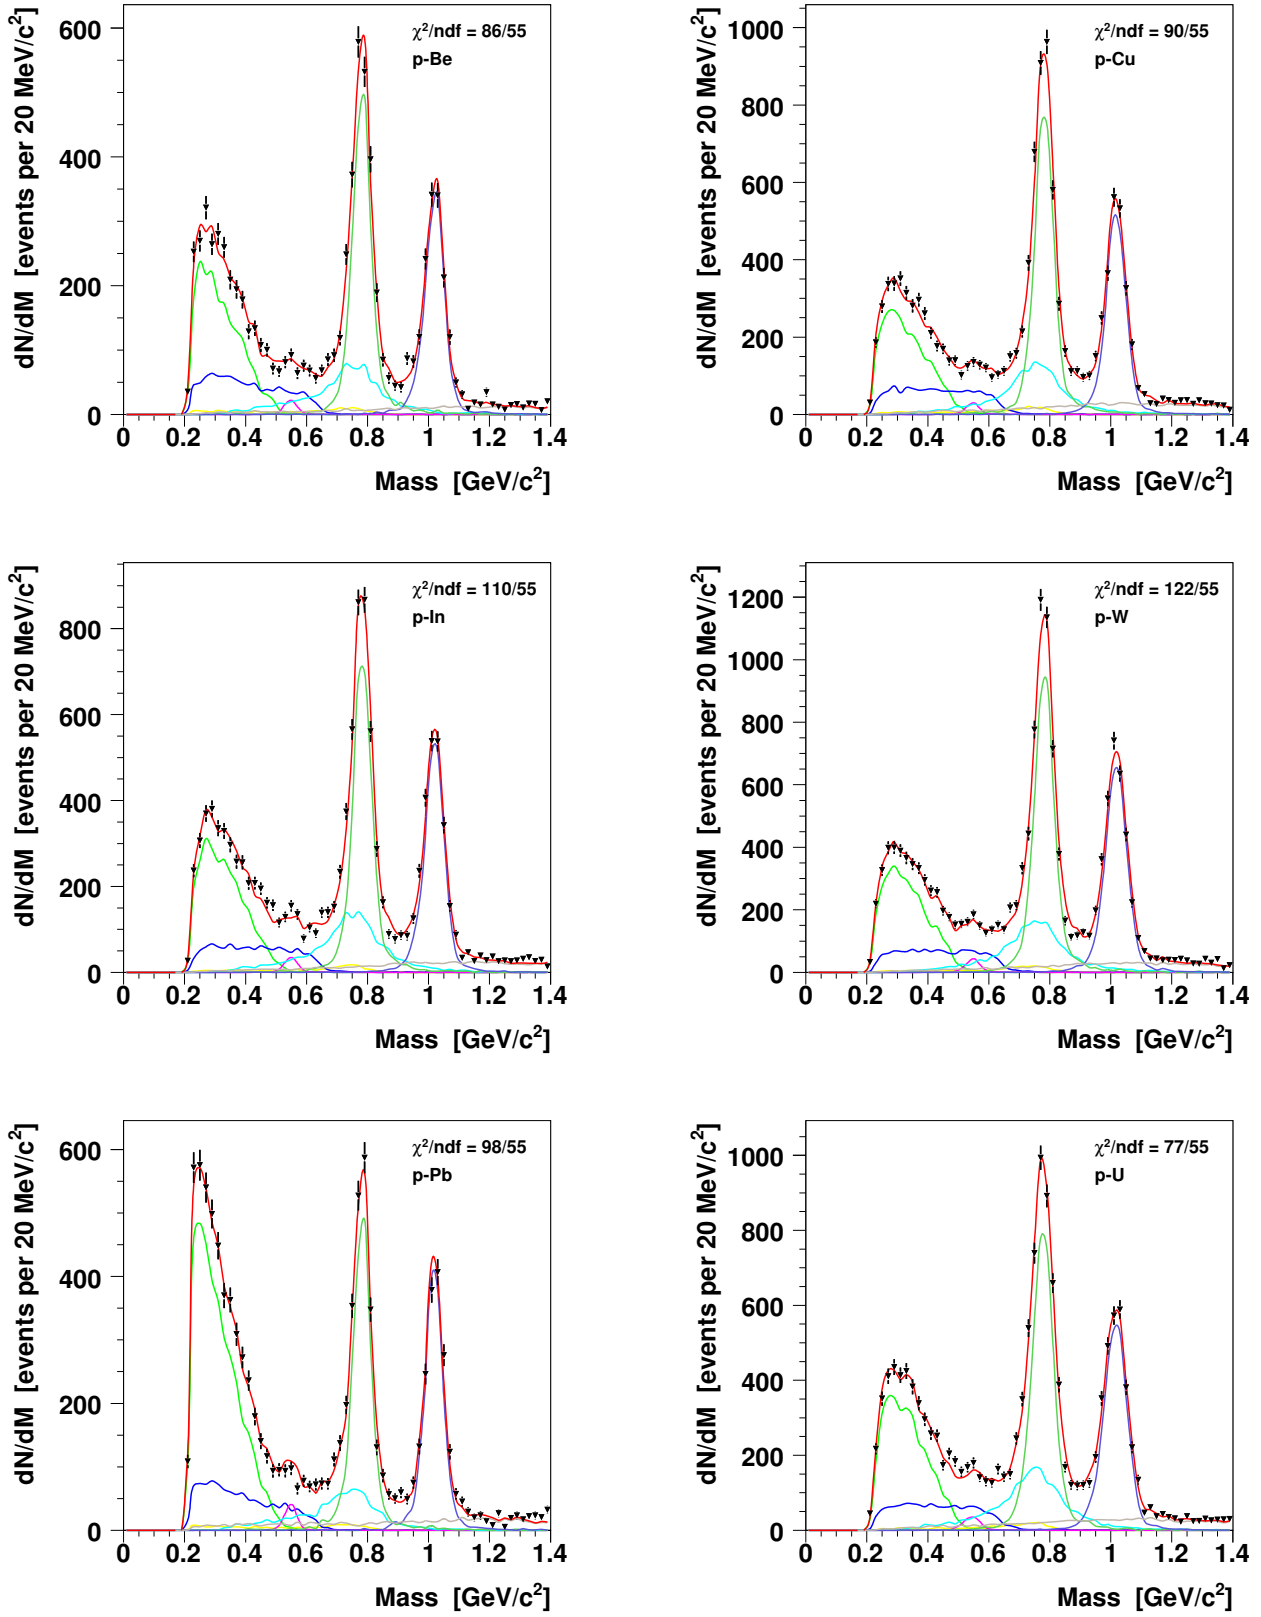 dN/dM [events per 20 MeV/c²]
600
400
200
0
χ²/ndf = 86/55
p-Be
0 0.2 0.4 0.6 0.8 1 1.2 1.4
Mass [GeV/c²]
dN/dM [events per 20 MeV/c²]
1000
800
600
400
200
0
χ²/ndf = 90/55
p-Cu
0 0.2 0.4 0.6 0.8 1 1.2 1.4
Mass [GeV/c²]
dN/dM [events per 20 MeV/c²]
800
600
400
200
0
χ²/ndf = 110/55
p-In
0 0.2 0.4 0.6 0.8 1 1.2 1.4
Mass [GeV/c²]
dN/dM [events per 20 MeV/c²]
1200
1000
800
600
400
200
0
χ²/ndf = 122/55
p-W
0 0.2 0.4 0.6 0.8 1 1.2 1.4
Mass [GeV/c²]
dN/dM [events per 20 MeV/c²]
600
400
200
0
χ²/ndf = 98/55
p-Pb
0 0.2 0.4 0.6 0.8 1 1.2 1.4
Mass [GeV/c²]
dN/dM [events per 20 MeV/c²]
1000
800
600
400
200
0
χ²/ndf = 77/55
p-U
0 0.2 0.4 0.6 0.8 1 1.2 1.4
Mass [GeV/c²]